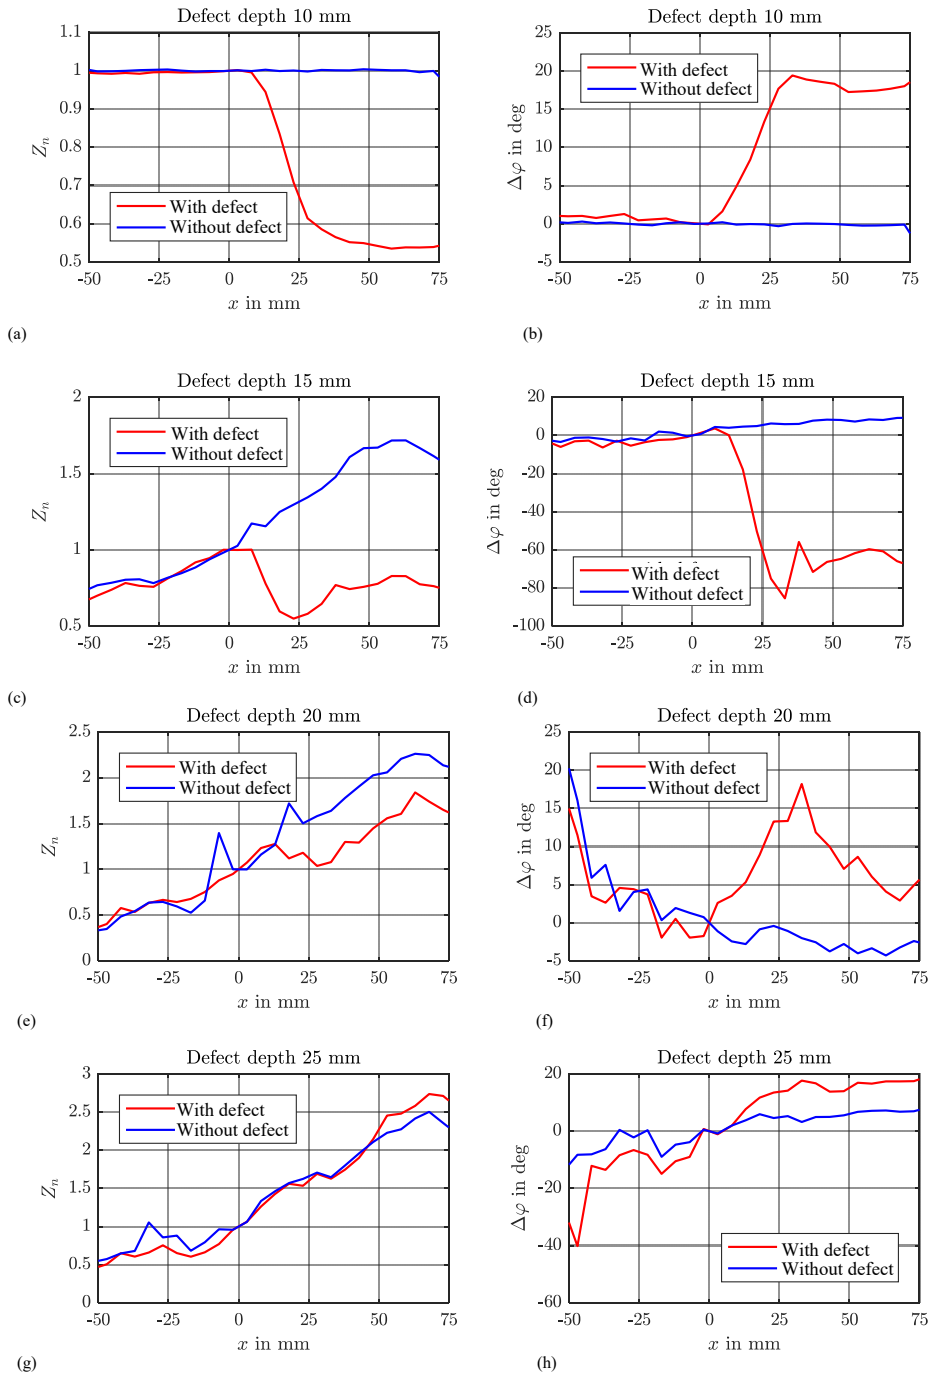 Defect depth 10 mm
1.1
1
0.9
0.8
0.7
0.6
0.5
Zn
With defect
Without defect
-50 -25 0 25 50 75
x in mm
(a)
Defect depth 10 mm
25
20
15
10
5
0
-5
Δφ in deg
With defect
Without defect
-50 -25 0 25 50 75
x in mm
(b)
Defect depth 15 mm
2
1.5
1
0.5
Zn
With defect
Without defect
-50 -25 0 25 50 75
x in mm
(c)
Defect depth 15 mm
20
0
-20
-40
-60
-80
-100
Δφ in deg
With defect
Without defect
-50 -25 0 25 50 75
x in mm
(d)
Defect depth 20 mm
2.5
2
1.5
1
0.5
0
Zn
With defect
Without defect
-50 -25 0 25 50 75
x in mm
(e)
Defect depth 20 mm
25
20
15
10
5
0
-5
Δφ in deg
With defect
Without defect
-50 -25 0 25 50 75
x in mm
(f)
Defect depth 25 mm
3
2.5
2
1.5
1
0.5
0
Zn
With defect
Without defect
-50 -25 0 25 50 75
x in mm
(g)
Defect depth 25 mm
20
0
-20
-40
-60
Δφ in deg
With defect
Without defect
-50 -25 0 25 50 75
x in mm
(h)